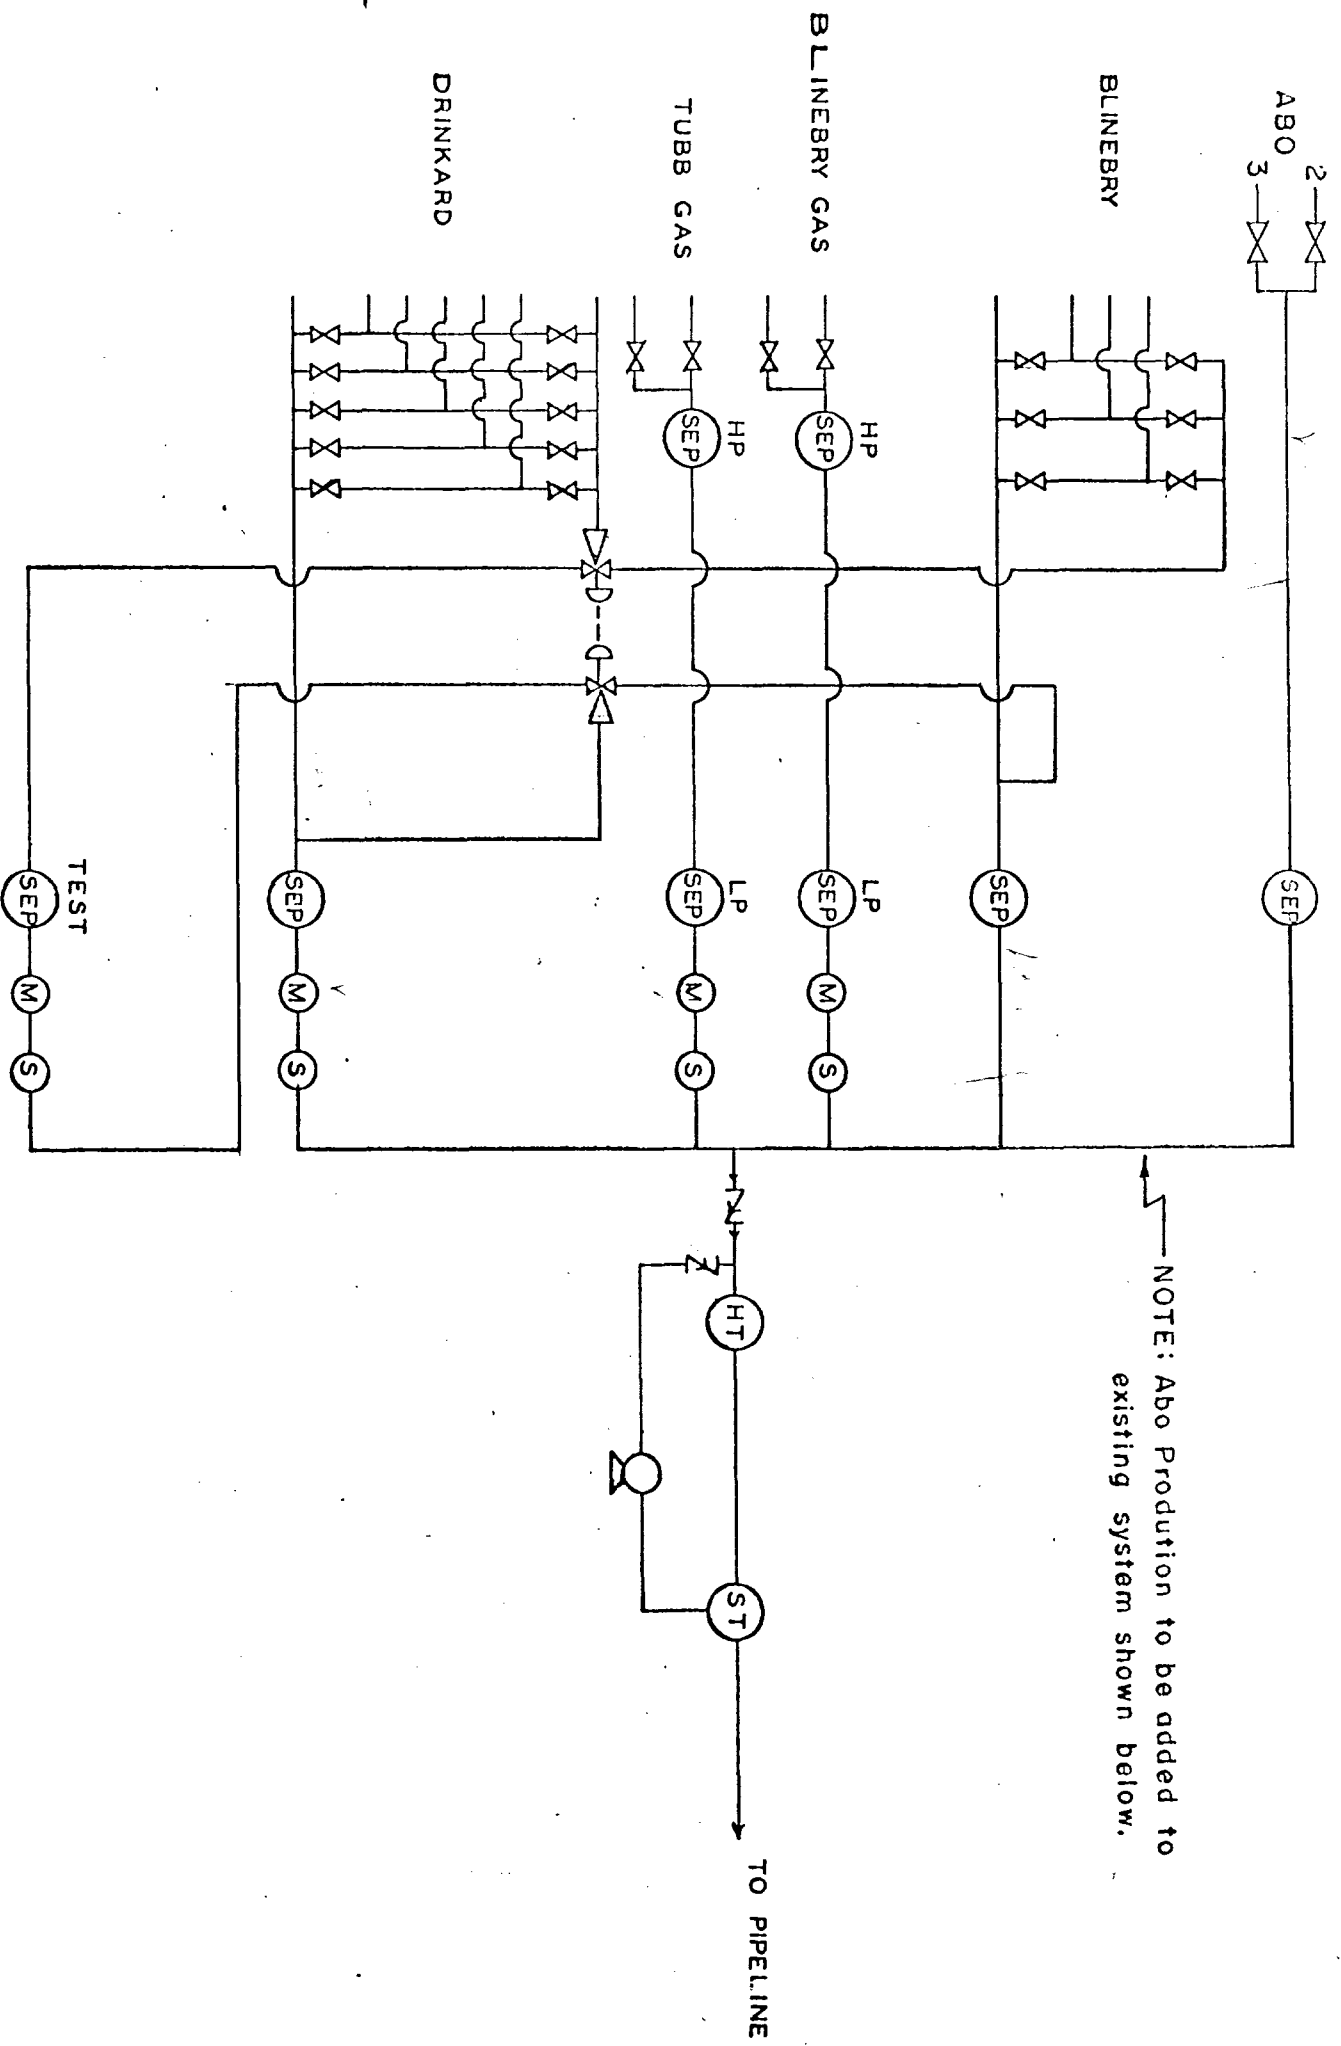 ABO
2
3
SEP
NOTE: Abo Prodution to be added to
existing system shown below.
BLINEBRY
SEP
BLINEBRY GAS
HP
SEP
LP
SEP
M
S
TUBB GAS
HP
SEP
LP
SEP
M
S
HT
ST
TO PIPELINE
DRINKARD
SEP
M
S
TEST
SEP
M
S